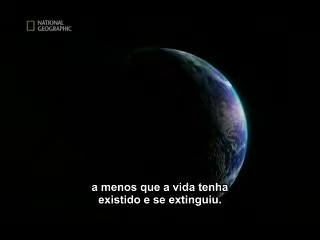 NATIONAL
GEOGRAPHIC
a menos que a vida tenha
existido e se extinguiu.